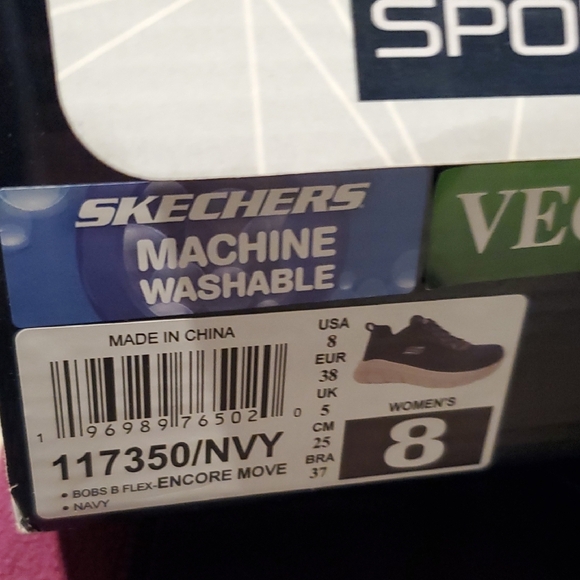 SPO
SKECHERS
MACHINE
WASHABLE
VE
MADE IN CHINA
1 96989 76502 0
117350/NVY
• BOBS B FLEX-ENCORE MOVE
• NAVY
USA
8
EUR
38
UK
5
CM
25
BRA
37
WOMEN'S
8